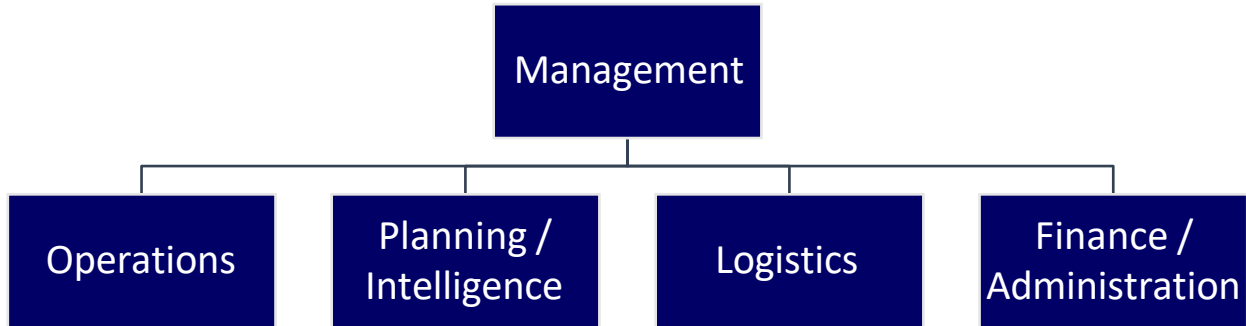 Management
Operations
Planning /
Intelligence
Logistics
Finance /
Administration